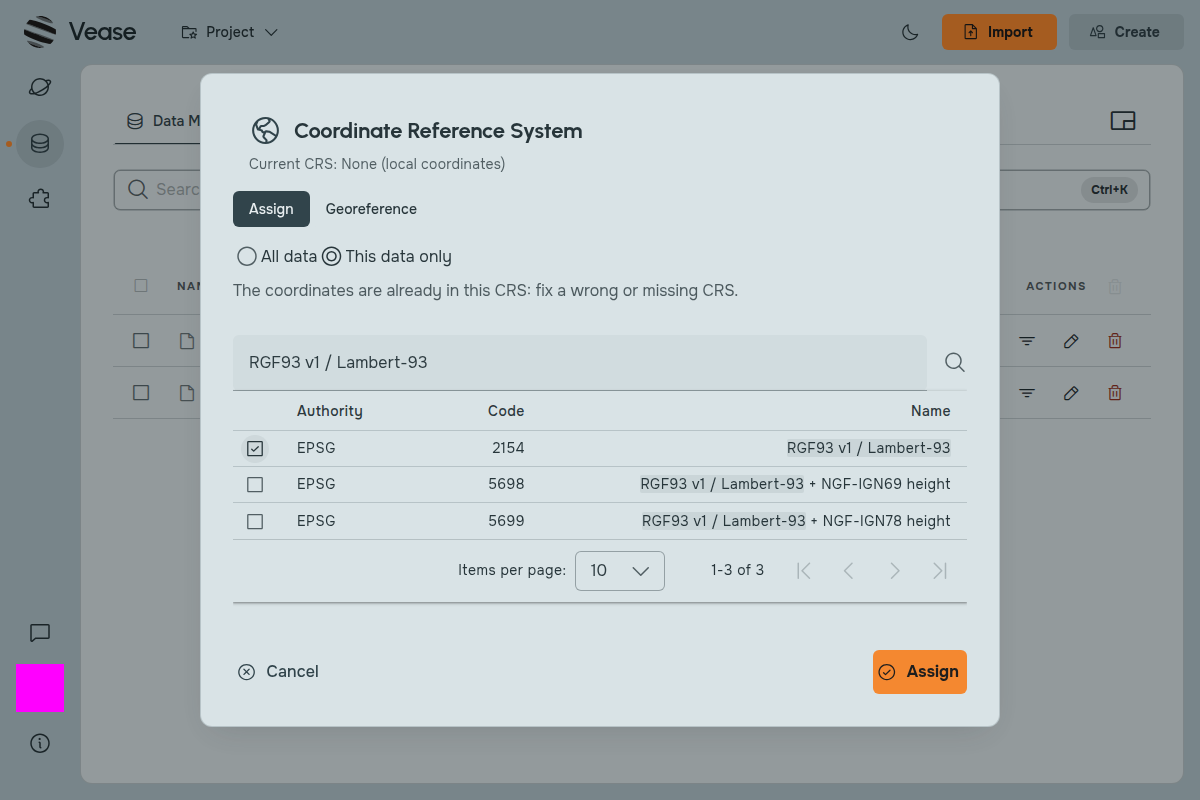 Vease
Project
Import
Create
Data M
Coordinate Reference System
Current CRS: None (local coordinates)
Assign
Georeference
Searc
Ctrl+K
All data
This data only
The coordinates are already in this CRS: fix a wrong or missing CRS.
NAM
ACTIONS
RGF93 v1 / Lambert-93
Authority Code Name
EPSG 2154 RGF93 v1 / Lambert-93
EPSG 5698 RGF93 v1 / Lambert-93 + NGF-IGN69 height
EPSG 5699 RGF93 v1 / Lambert-93 + NGF-IGN78 height
Items per page: 10 1-3 of 3
Cancel
Assign